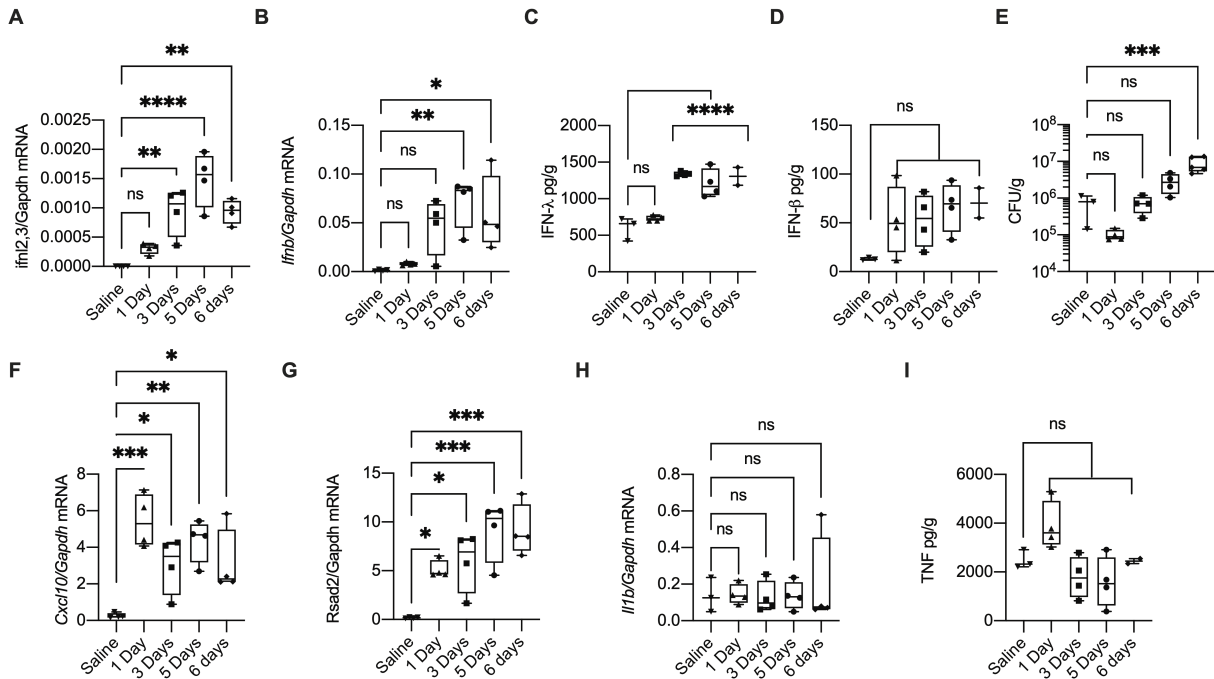 A
B
C
D
E
**
****
**
ns
ifnl2,3/Gapdh mRNA
0.0025
0.0020
0.0015
0.0010
0.0005
0.0000
Saline
1 Day
3 Days
5 Days
6 days
*
**
ns
ns
Ifnb/Gapdh mRNA
0.15
0.10
0.05
0.00
Saline
1 Day
3 Days
5 Days
6 days
****
ns
IFN-λ pg/g
2000
1500
1000
500
0
Saline
1 Day
3 Days
5 Days
6 days
ns
IFN-β pg/g
150
100
50
0
Saline
1 Day
3 Days
5 Days
6 days
***
ns
ns
ns
CFU/g
10^8
10^7
10^6
10^5
10^4
Saline
1 Day
3 Days
5 Days
6 days
F
G
H
I
*
**
*
***
Cxcl10/Gapdh mRNA
8
6
4
2
0
Saline
1 Day
3 Days
5 Days
6 days
***
***
*
*
Rsad2/Gapdh mRNA
15
10
5
0
Saline
1 Day
3 Days
5 Days
6 days
ns
ns
ns
ns
Il1b/Gapdh mRNA
0.8
0.6
0.4
0.2
0.0
Saline
1 Day
3 Days
5 Days
6 days
ns
TNF pg/g
6000
4000
2000
0
Saline
1 Day
3 Days
5 Days
6 days